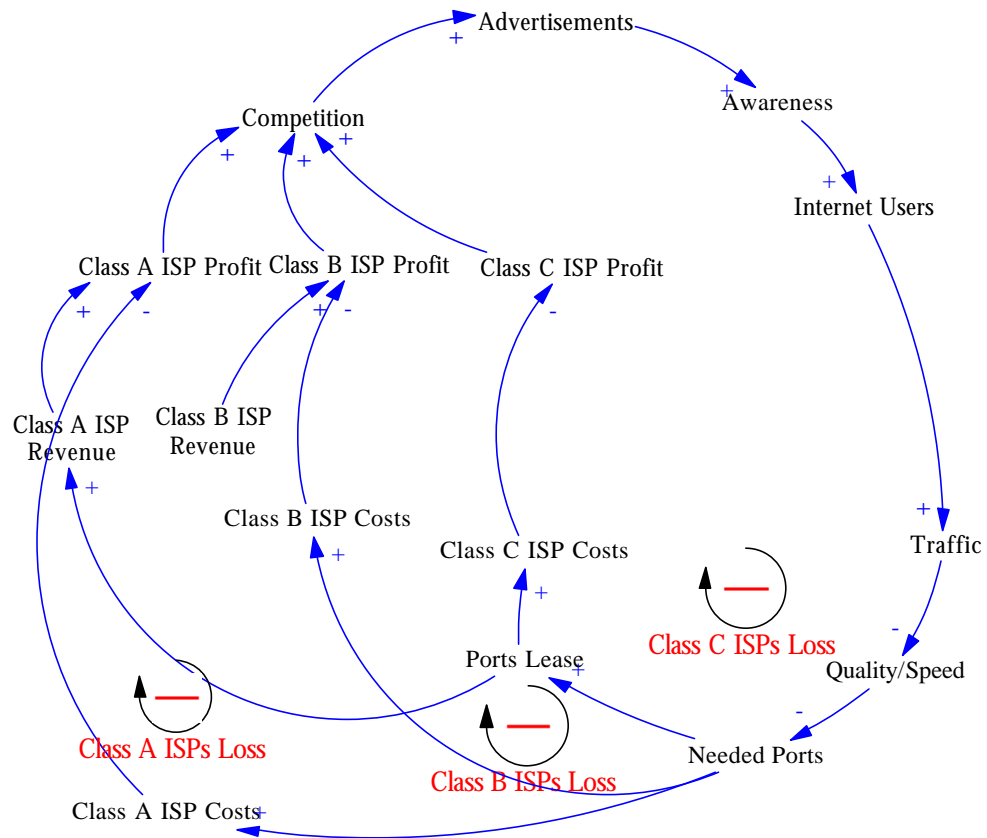 Advertisements
+
Awareness
+
Competition
+
+
+
+
Internet Users
Class A ISP Profit
Class B ISP Profit
Class C ISP Profit
+
-
+
-
-
Class A ISP
Revenue
Class B ISP
Revenue
+
Class B ISP Costs
+
Traffic
Class C ISP Costs
+
+
-
Class C ISPs Loss
Ports Lease
+
Quality/Speed
-
Class A ISPs Loss
Class B ISPs Loss
Needed Ports
Class A ISP Costs
+